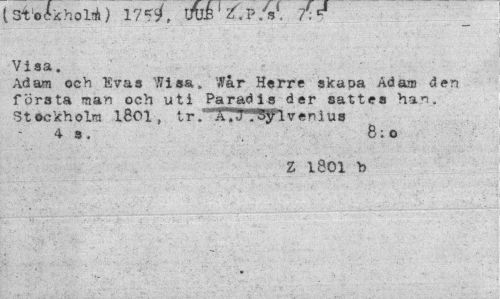 (Stockholm) 1759, UUB Z.P.s. 7:5
Visa.
Adam och Evas Wisa. Wår Herre skapa Adam den
första man och uti Paradis der sattes han.
Stockholm 1801, tr. A.J.Sylvenius
4 s. 8:o
Z 1801 b